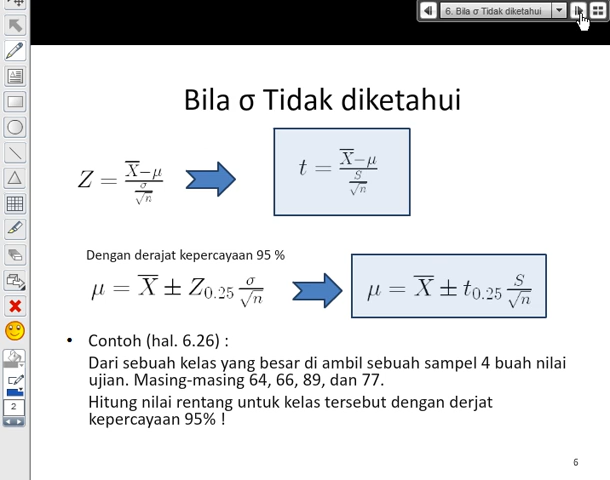 6. Bila σ Tidak diketahui
Bila σ Tidak diketahui
Z = (X̅−μ)/(σ/√n)
t = (X̅−μ)/(S/√n)
Dengan derajat kepercayaan 95 %
μ = X̅ ± Z₀.₂₅ σ/√n
μ = X̅ ± t₀.₂₅ S/√n
• Contoh (hal. 6.26) :
Dari sebuah kelas yang besar di ambil sebuah sampel 4 buah nilai
ujian. Masing-masing 64, 66, 89, dan 77.
Hitung nilai rentang untuk kelas tersebut dengan derjat
kepercayaan 95% !
2
6